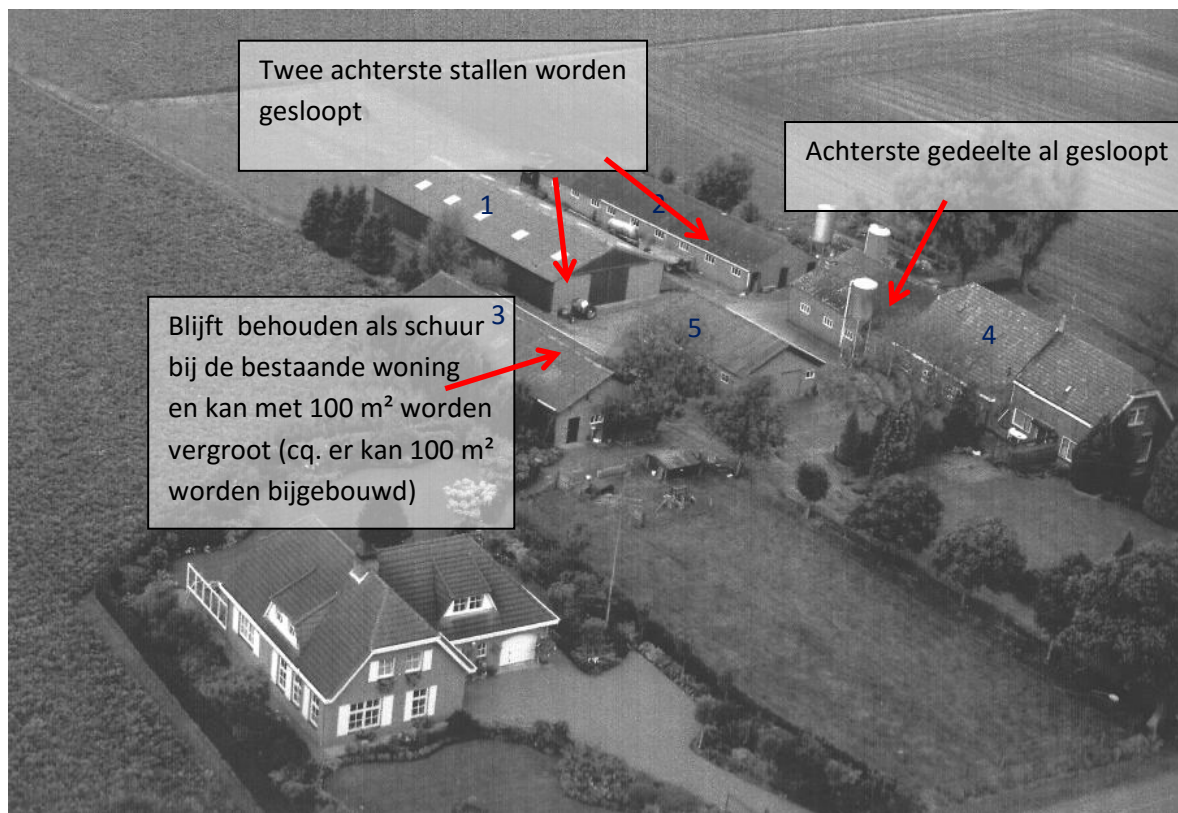 Twee achterste stallen worden
gesloopt
Achterste gedeelte al gesloopt
1
2
Blijft behouden als schuur
bij de bestaande woning
en kan met 100 m² worden
vergroot (cq. er kan 100 m²
worden bijgebouwd)
3
5
4